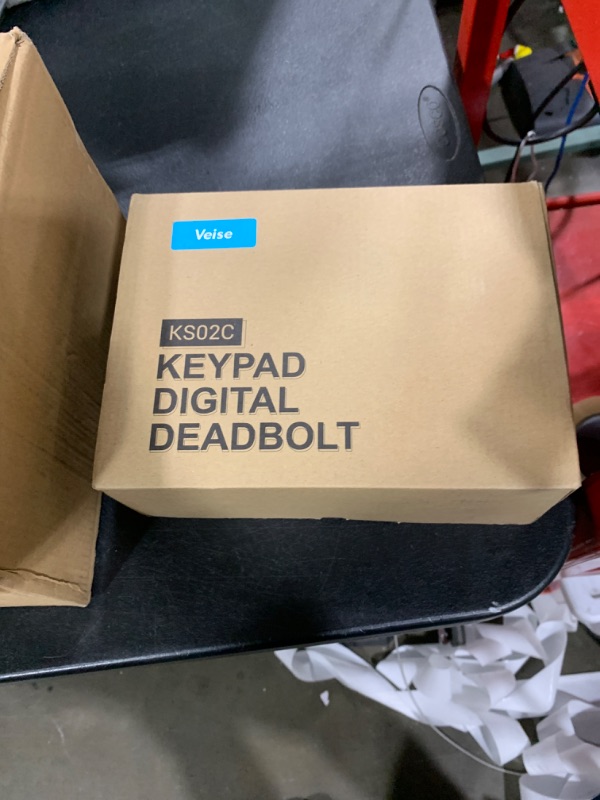 Veise
KS02C
KEYPAD
DIGITAL
DEADBOLT